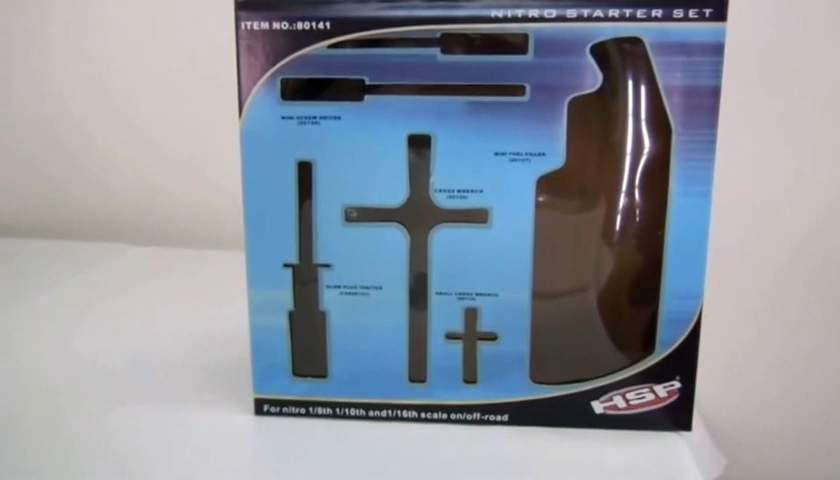 NITRO STARTER SET
ITEM NO.:80141
MINI SCREW DRIVER
MINI FUEL FILLER
CROSS WRENCH
GLOW PLUG IGNITER
SMALL CROSS WRENCH
HSP
For nitro 1/8th 1/10th and1/16th scale on/off-road